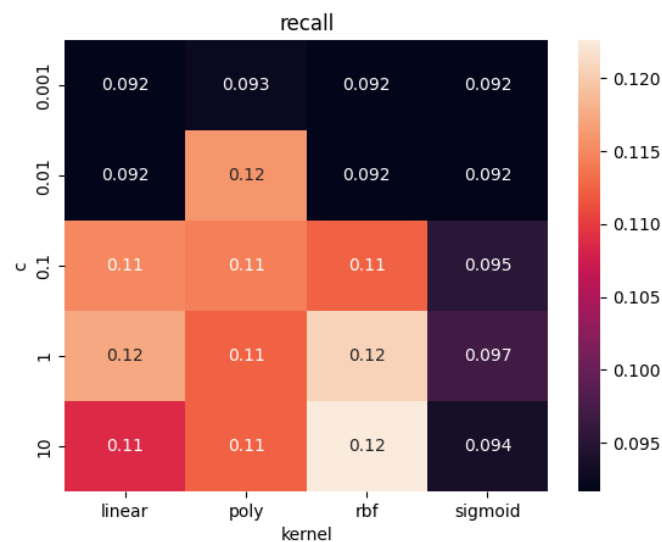 recall
0.001 0.092 0.093 0.092 0.092
0.01 0.092 0.12 0.092 0.092
c 0.1 0.11 0.11 0.11 0.095
1 0.12 0.11 0.12 0.097
10 0.11 0.11 0.12 0.094
linear poly rbf sigmoid
kernel
0.120
0.115
0.110
0.105
0.100
0.095